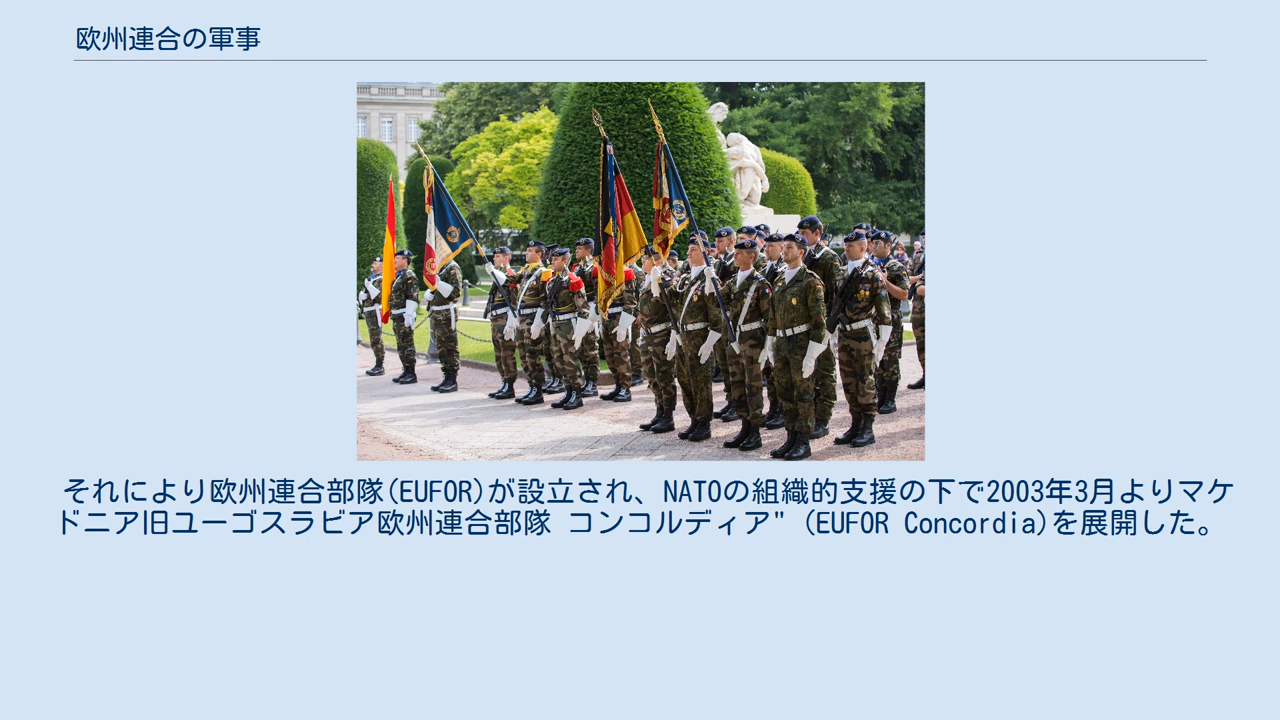 欧州連合の軍事
それにより欧州連合部隊(EUFOR)が設立され、NATOの組織的支援の下で2003年3月よりマケ
ドニア旧ユーゴスラビア欧州連合部隊 コンコルディア" (EUFOR Concordia)を展開した。